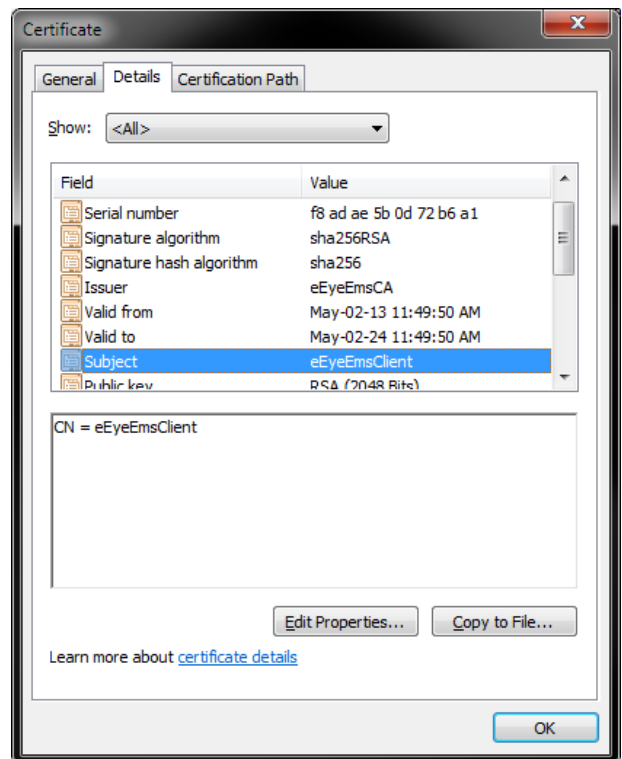 Certificate
General Details Certification Path
Show: <All>
Field Value
Serial number f8 ad ae 5b 0d 72 b6 a1
Signature algorithm sha256RSA
Signature hash algorithm sha256
Issuer eEyeEmsCA
Valid from May-02-13 11:49:50 AM
Valid to May-02-24 11:49:50 AM
Subject eEyeEmsClient
Public key RSA (2048 Bits)
CN = eEyeEmsClient
Edit Properties... Copy to File...
Learn more about certificate details
OK